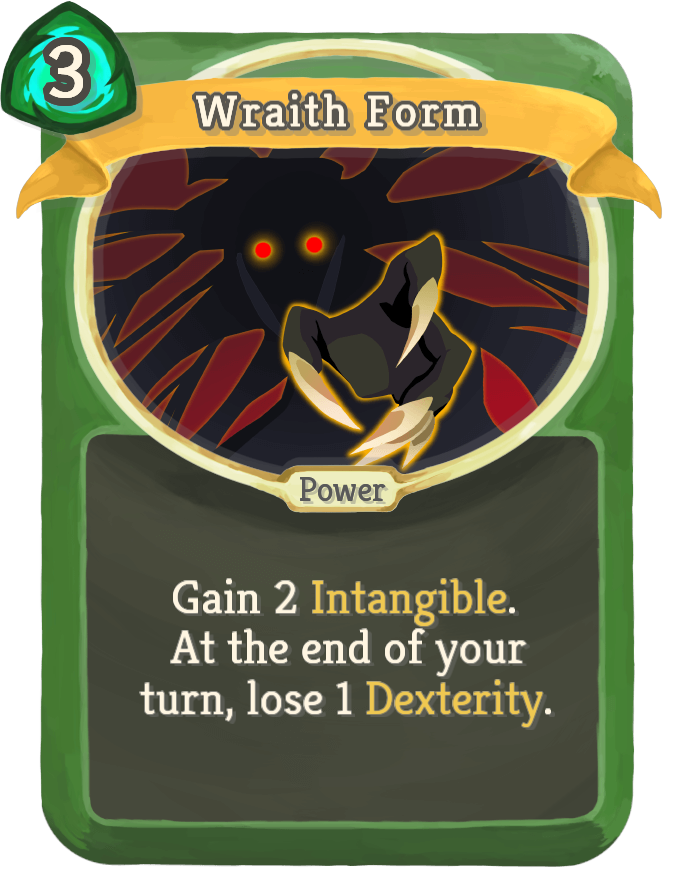 3
Wraith Form
Power
Gain 2 Intangible.
At the end of your
turn, lose 1 Dexterity.